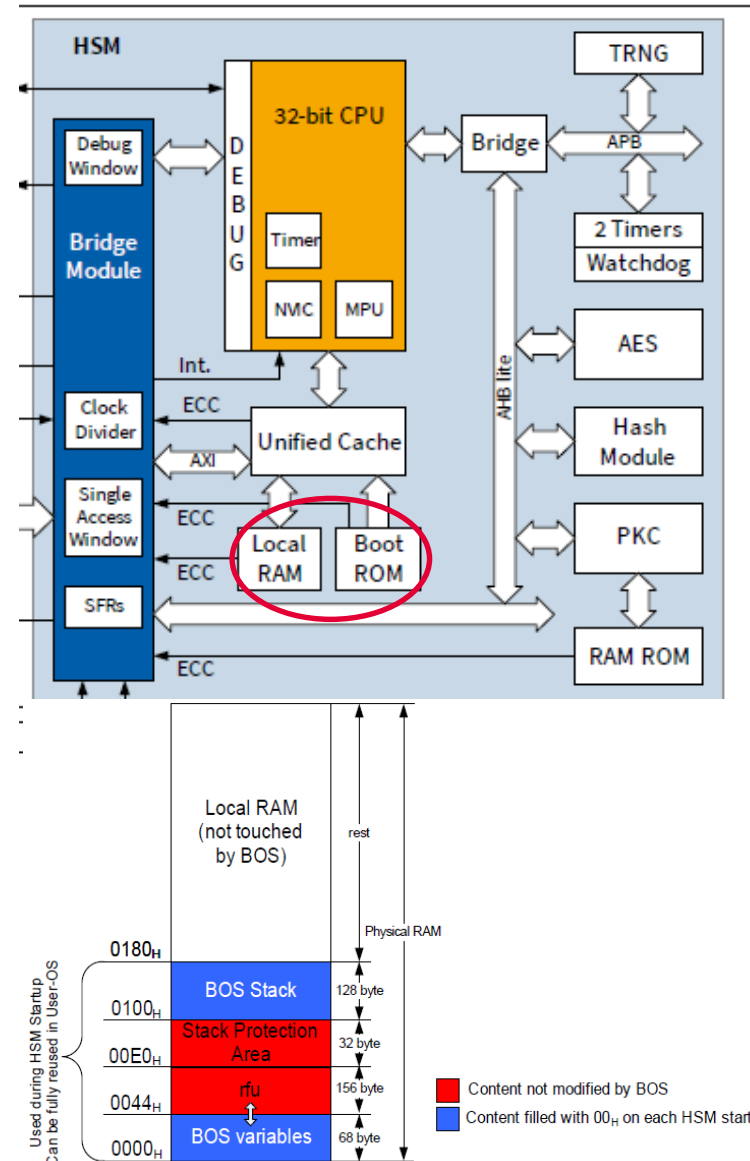 HSM
TRNG
32-bit CPU
Debug
Window
D
E
B
U
G
Bridge
APB
Bridge
Module
Timer
2 Timers
Watchdog
NVIC
MPU
Int.
AES
AHB lite
Clock
Divider
ECC
Unified Cache
Hash
Module
AXI
Single
Access
Window
ECC
Local
RAM
Boot
ROM
PKC
ECC
SFRs
RAM ROM
ECC
Local RAM
(not touched
by BOS)
rest
Physical RAM
0180H
BOS Stack
128 byte
0100H
Stack Protection
Area
32 byte
00E0H
rfu
156 byte
0044H
BOS variables
68 byte
0000H
Used during HSM Startup
Can be fully reused in User-OS
Content not modified by BOS
Content filled with 00H on each HSM start